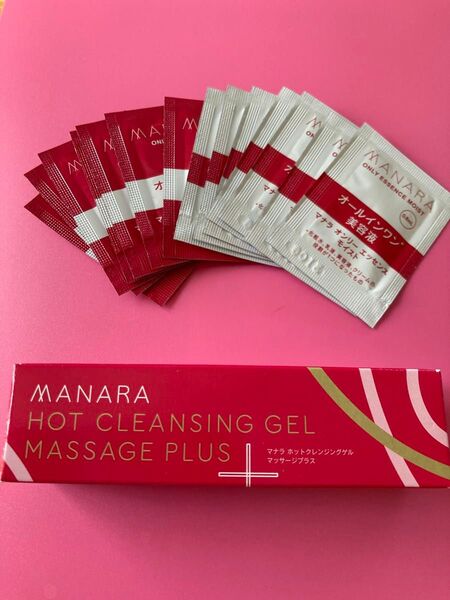 MANARA
ONLY
オ
MANARA
ONLY ESSENCE MOIST
オールインワン*
美容液
マナラ オンリー エッセンス
モイスト
MANARA
HOT CLEANSING GEL
MASSAGE PLUS
マナラ ホットクレンジングゲル
マッサージプラス